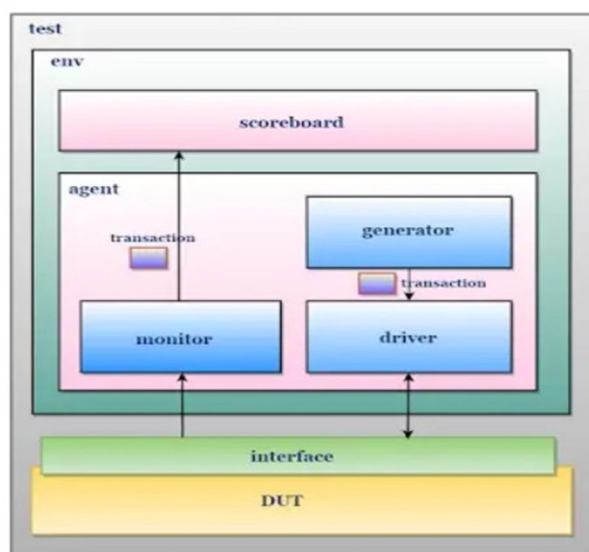 test
env
scoreboard
agent
transaction
generator
transaction
monitor
driver
interface
DUT